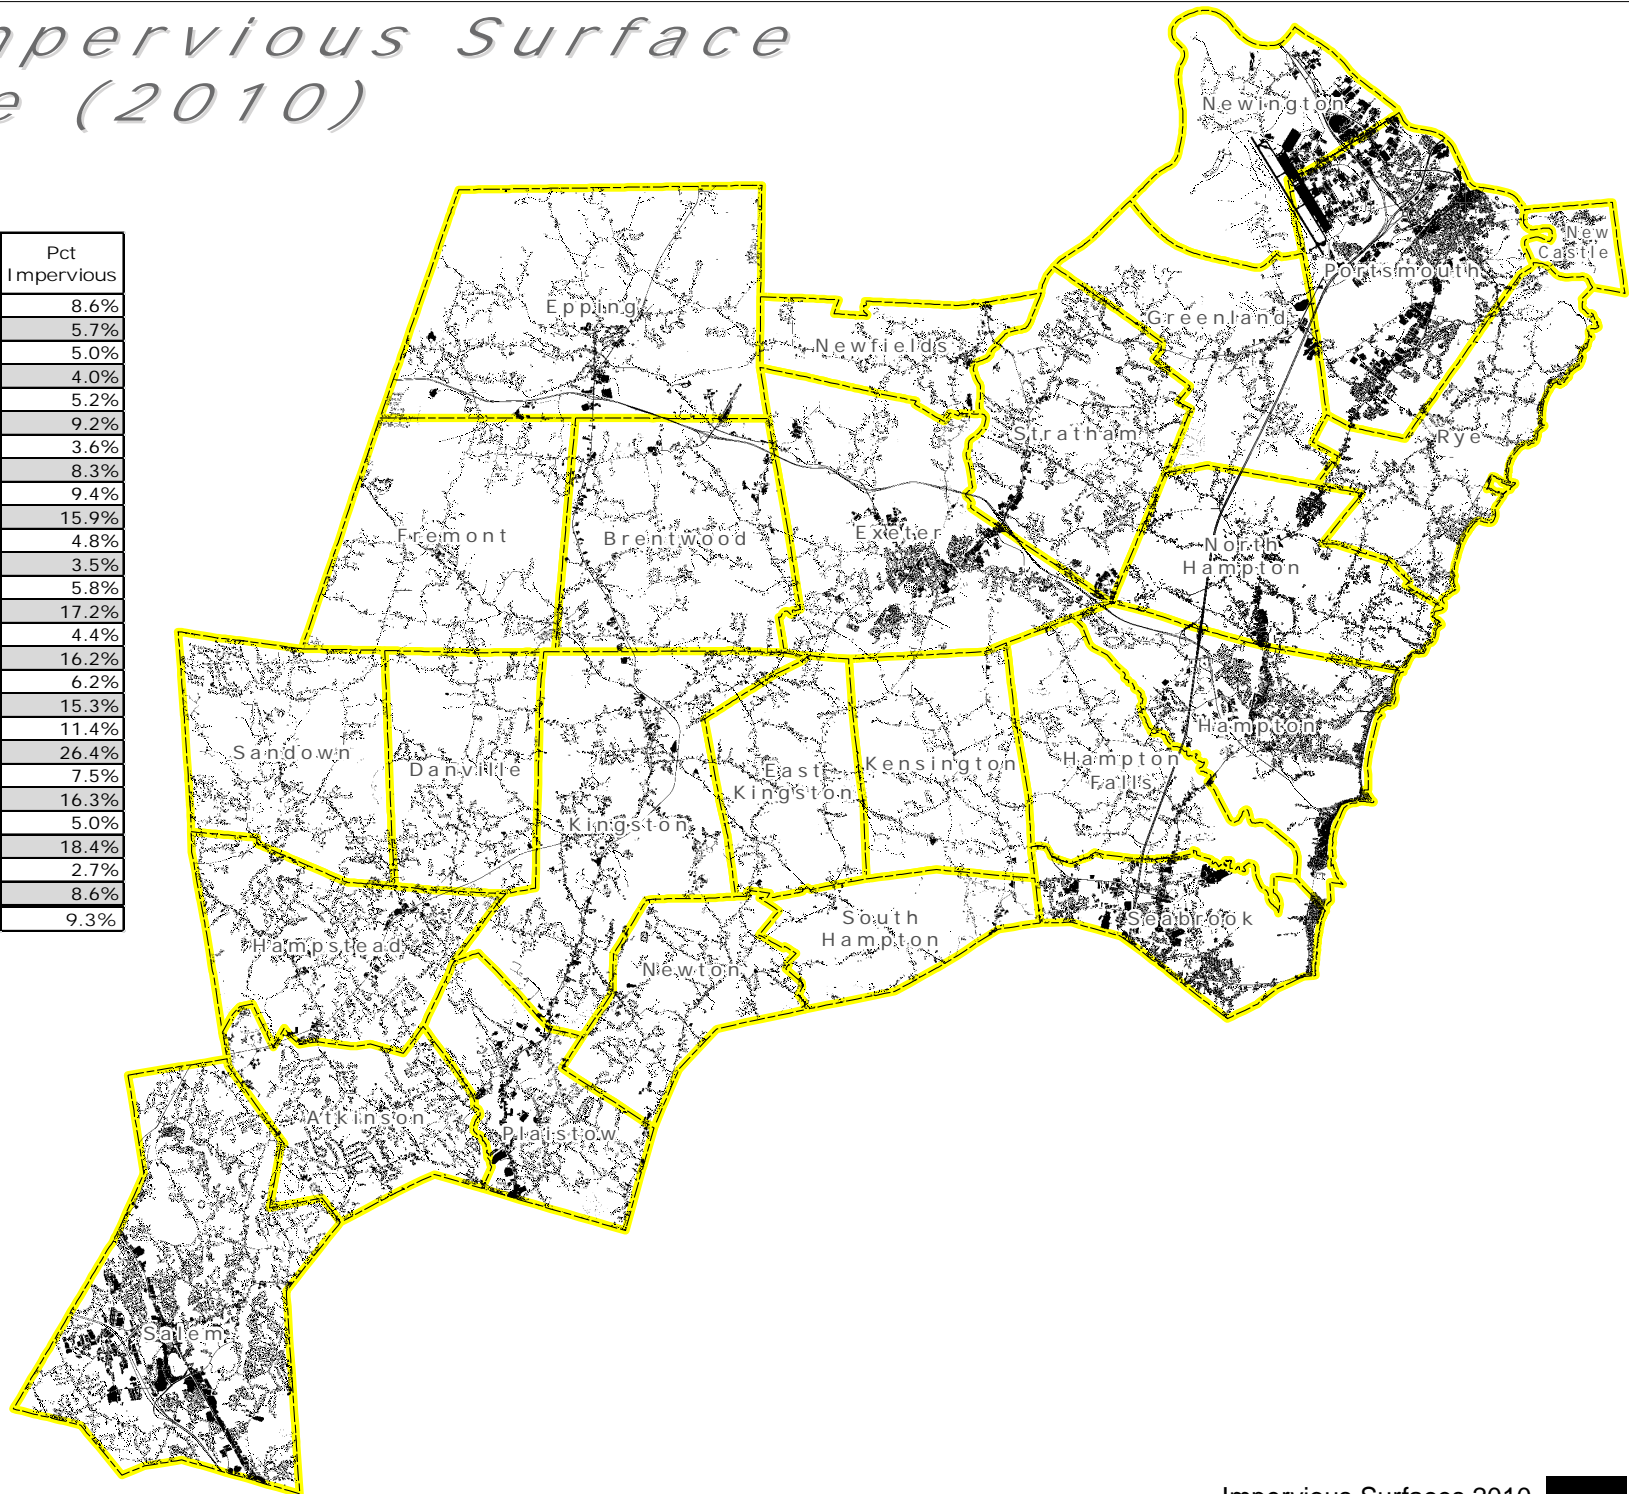 mpervious Surface
e (2010)
Pct
Impervious
8.6%
5.7%
5.0%
4.0%
5.2%
9.2%
3.6%
8.3%
9.4%
15.9%
4.8%
3.5%
5.8%
17.2%
4.4%
16.2%
6.2%
15.3%
11.4%
26.4%
7.5%
16.3%
5.0%
18.4%
2.7%
8.6%
9.3%
Newington
New
Castle
Portsmouth
Epping
Greenland
Newfields
Stratham
Rye
Fremont
Brentwood
Exeter
North
Hampton
Sandown
Danville
Kingston
East
Kingston
Kensington
Hampton
Falls
Hampton
Hampstead
Newton
South
Hampton
Seabrook
Atkinson
Plaistow
Salem
Impervious Surfaces 2010